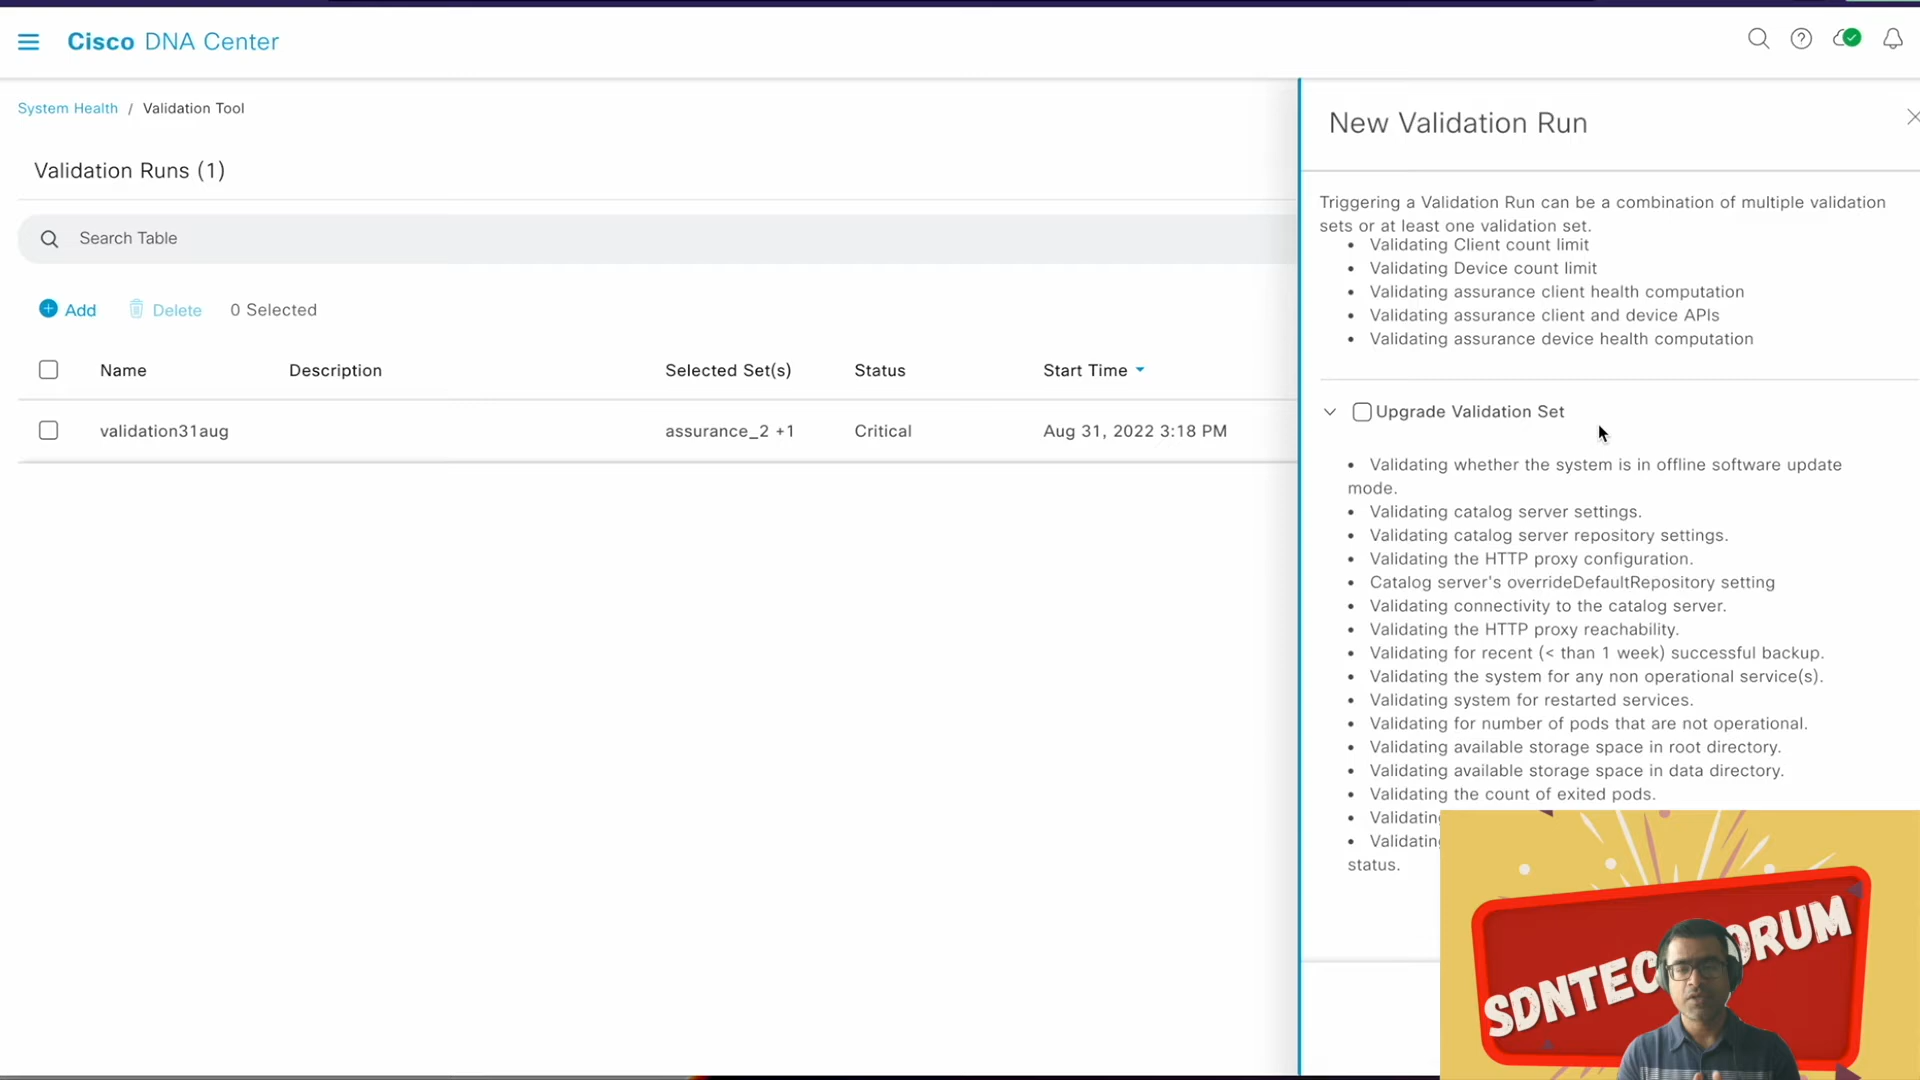 Cisco DNA Center
System Health / Validation Tool
Validation Runs (1)
Search Table
Add Delete 0 Selected
Name Description Selected Set(s) Status Start Time
validation31aug assurance_2 +1 Critical Aug 31, 2022 3:18 PM
New Validation Run
Triggering a Validation Run can be a combination of multiple validation
sets or at least one validation set.
• Validating Client count limit
• Validating Device count limit
• Validating assurance client health computation
• Validating assurance client and device APIs
• Validating assurance device health computation
Upgrade Validation Set
• Validating whether the system is in offline software update
mode.
• Validating catalog server settings.
• Validating catalog server repository settings.
• Validating the HTTP proxy configuration.
• Catalog server's overrideDefaultRepository setting
• Validating connectivity to the catalog server.
• Validating the HTTP proxy reachability.
• Validating for recent (< than 1 week) successful backup.
• Validating the system for any non operational service(s).
• Validating system for restarted services.
• Validating for number of pods that are not operational.
• Validating available storage space in root directory.
• Validating available storage space in data directory.
• Validating the count of exited pods.
• Validating
• Validating
status.